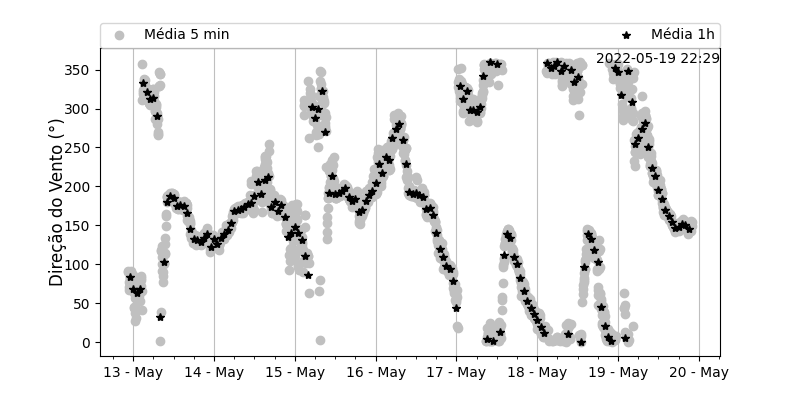 Média 5 min
Média 1h
2022-05-19 22:29
Direção do Vento (°)
350
300
250
200
150
100
50
0
13 - May
14 - May
15 - May
16 - May
17 - May
18 - May
19 - May
20 - May